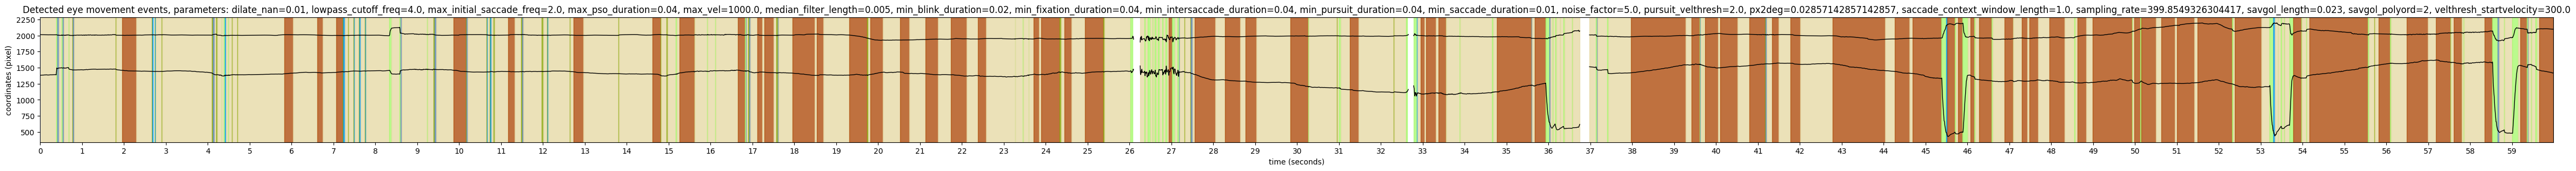 Detected eye movement events, parameters: dilate_nan=0.01, lowpass_cutoff_freq=4.0, max_initial_saccade_freq=2.0, max_pso_duration=0.04, max_vel=1000.0, median_filter_length=0.005, min_blink_duration=0.02, min_fixation_duration=0.04, min_intersaccade_duration=0.04, min_pursuit_duration=0.04, min_saccade_duration=0.01, noise_factor=5.0, pursuit_velthresh=2.0, px2deg=0.02857142857142857, saccade_context_window_length=1.0, sampling_rate=399.8549326304417, savgol_length=0.023, savgol_polyord=2, velthresh_startvelocity=300.0
coordinates (pixel)
2250
2000
1750
1500
1250
1000
750
500
0 1 2 3 4 5 6 7 8 9 10 11 12 13 14 15 16 17 18 19 20 21 22 23 24 25 26 27 28 29 30 31 32 33 34 35 36 37 38 39 40 41 42 43 44 45 46 47 48 49 50 51 52 53 54 55 56 57 58 59
time (seconds)